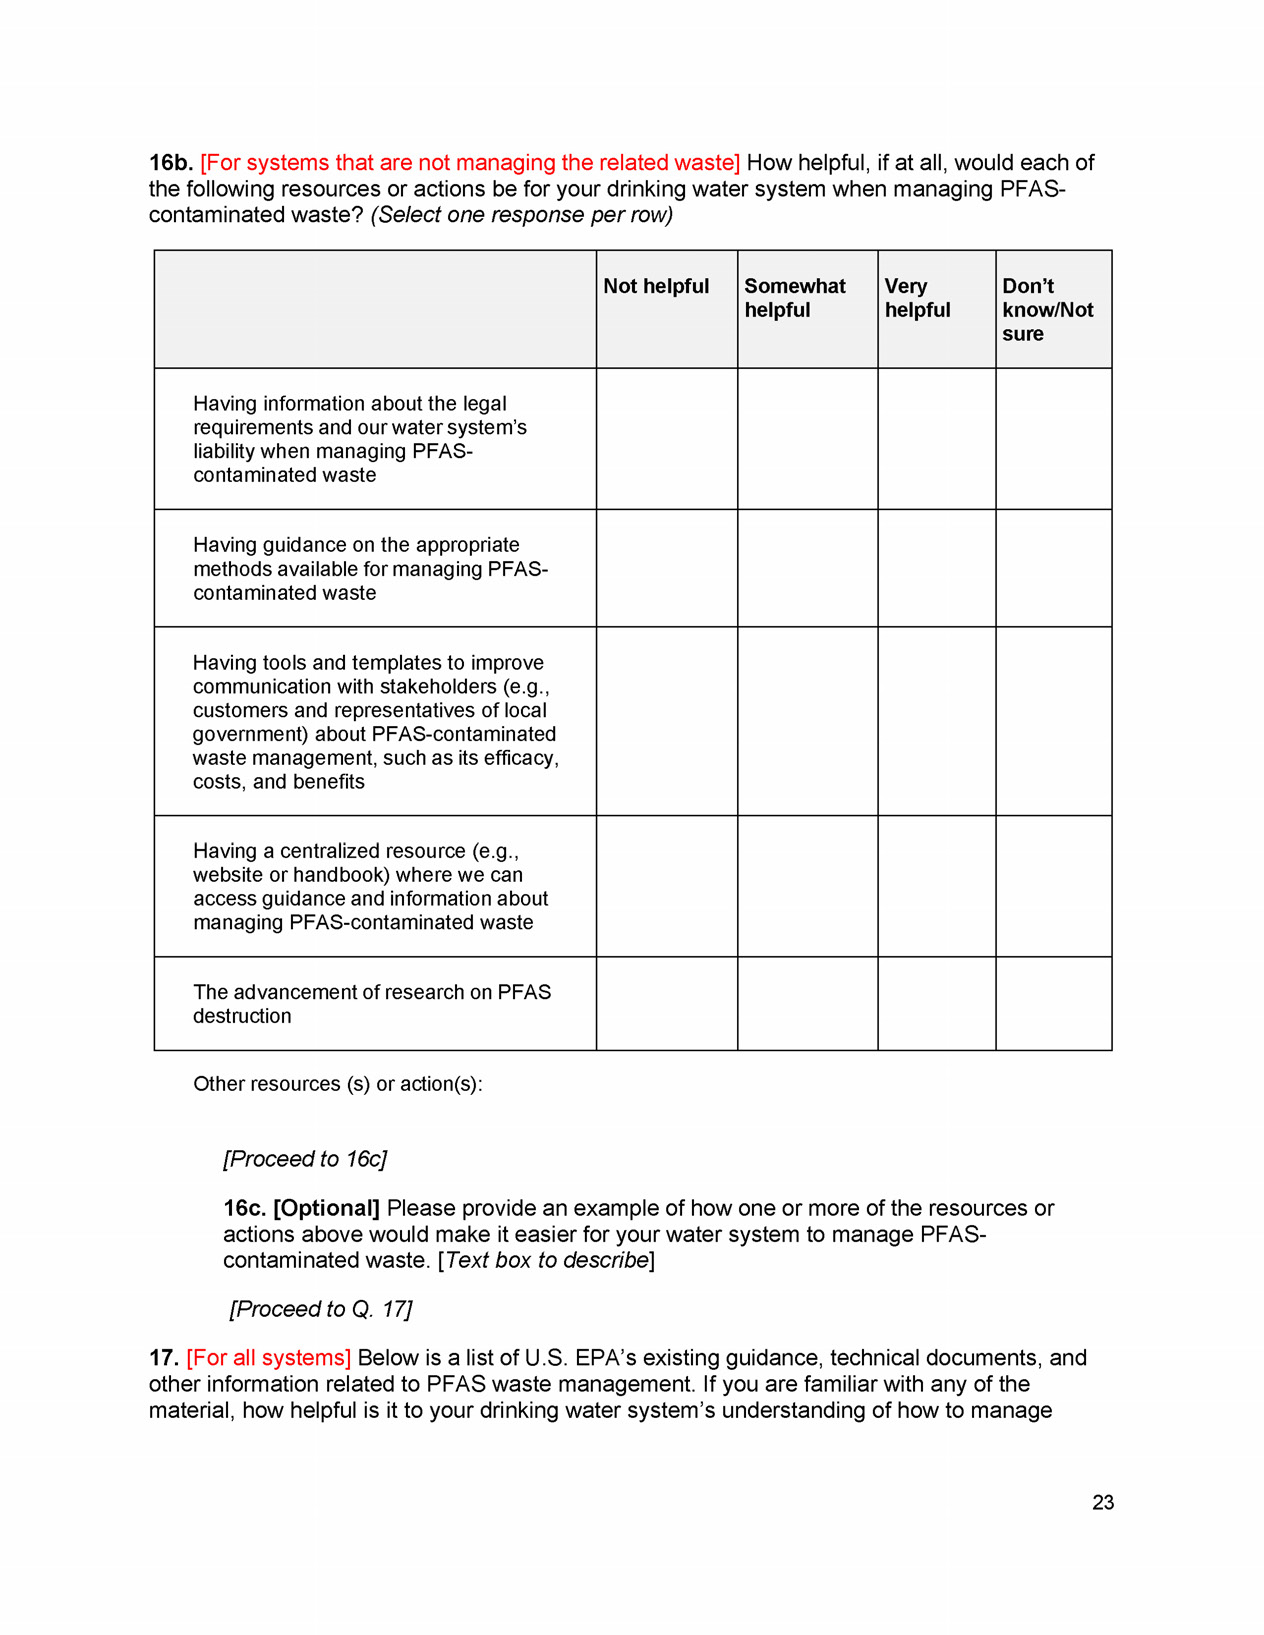 16b. [For systems that are not managing the related waste] How helpful, if at all, would each of
the following resources or actions be for your drinking water system when managing PFAS-
contaminated waste? (Select one response per row)
Not helpful
Somewhat
helpful
Very
helpful
Don’t
know/Not
sure
Having information about the legal
requirements and our water system’s
liability when managing PFAS-
contaminated waste
Having guidance on the appropriate
methods available for managing PFAS-
contaminated waste
Having tools and templates to improve
communication with stakeholders (e.g.,
customers and representatives of local
government) about PFAS-contaminated
waste management, such as its efficacy,
costs, and benefits
Having a centralized resource (e.g.,
website or handbook) where we can
access guidance and information about
managing PFAS-contaminated waste
The advancement of research on PFAS
destruction
Other resources (s) or action(s):
[Proceed to 16c]
16c. [Optional] Please provide an example of how one or more of the resources or
actions above would make it easier for your water system to manage PFAS-
contaminated waste. [Text box to describe]
[Proceed to Q. 17]
17. [For all systems] Below is a list of U.S. EPA’s existing guidance, technical documents, and
other information related to PFAS waste management. If you are familiar with any of the
material, how helpful is it to your drinking water system’s understanding of how to manage
23